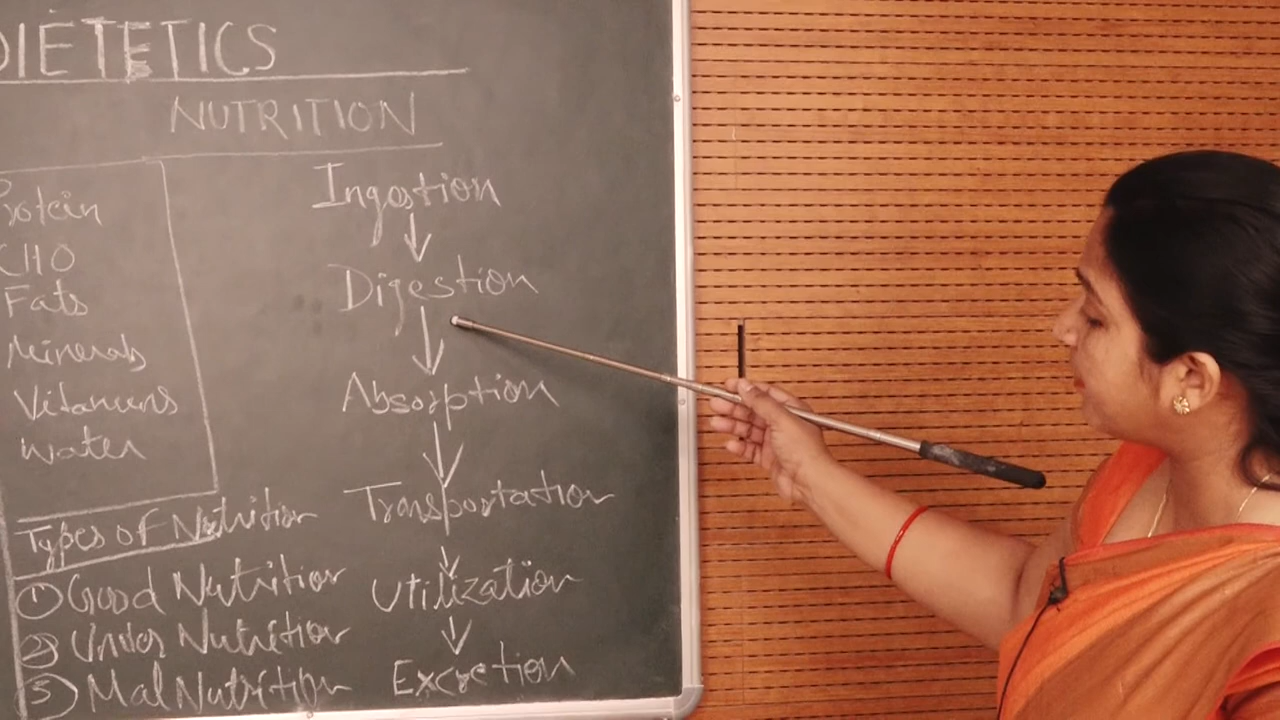 DIETETICS
NUTRITION
Protein
CHO
Fats
Minerals
Vitamins
Water
Ingestion
↓
Digestion
↓
Absorption
↓
Transportation
↓
Utilization
↓
Excretion
Types of Nutrition
① Good Nutrition
② Under Nutrition
③ Mal Nutrition